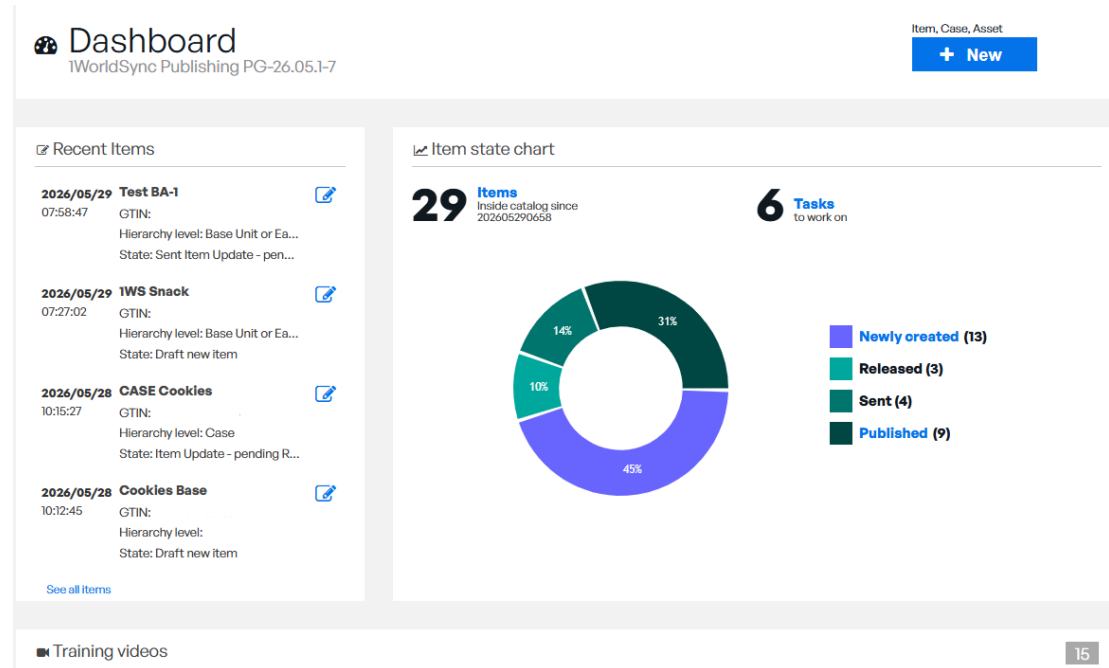 Dashboard
1WorldSync Publishing PG-26.05.1-7
Item, Case, Asset
+ New
Recent Items
2026/05/29 Test BA-1
07:58:47 GTIN:
Hierarchy level: Base Unit or Ea...
State: Sent Item Update - pen...
2026/05/29 1WS Snack
07:27:02 GTIN:
Hierarchy level: Base Unit or Ea...
State: Draft new item
2026/05/28 CASE Cookies
10:15:27 GTIN:
Hierarchy level: Case
State: Item Update - pending R...
2026/05/28 Cookies Base
10:12:45 GTIN:
Hierarchy level:
State: Draft new item
See all items
Item state chart
29 Items
Inside catalog since
202605290658
6 Tasks
to work on
31%
14%
10%
45%
Newly created (13)
Released (3)
Sent (4)
Published (9)
Training videos
15